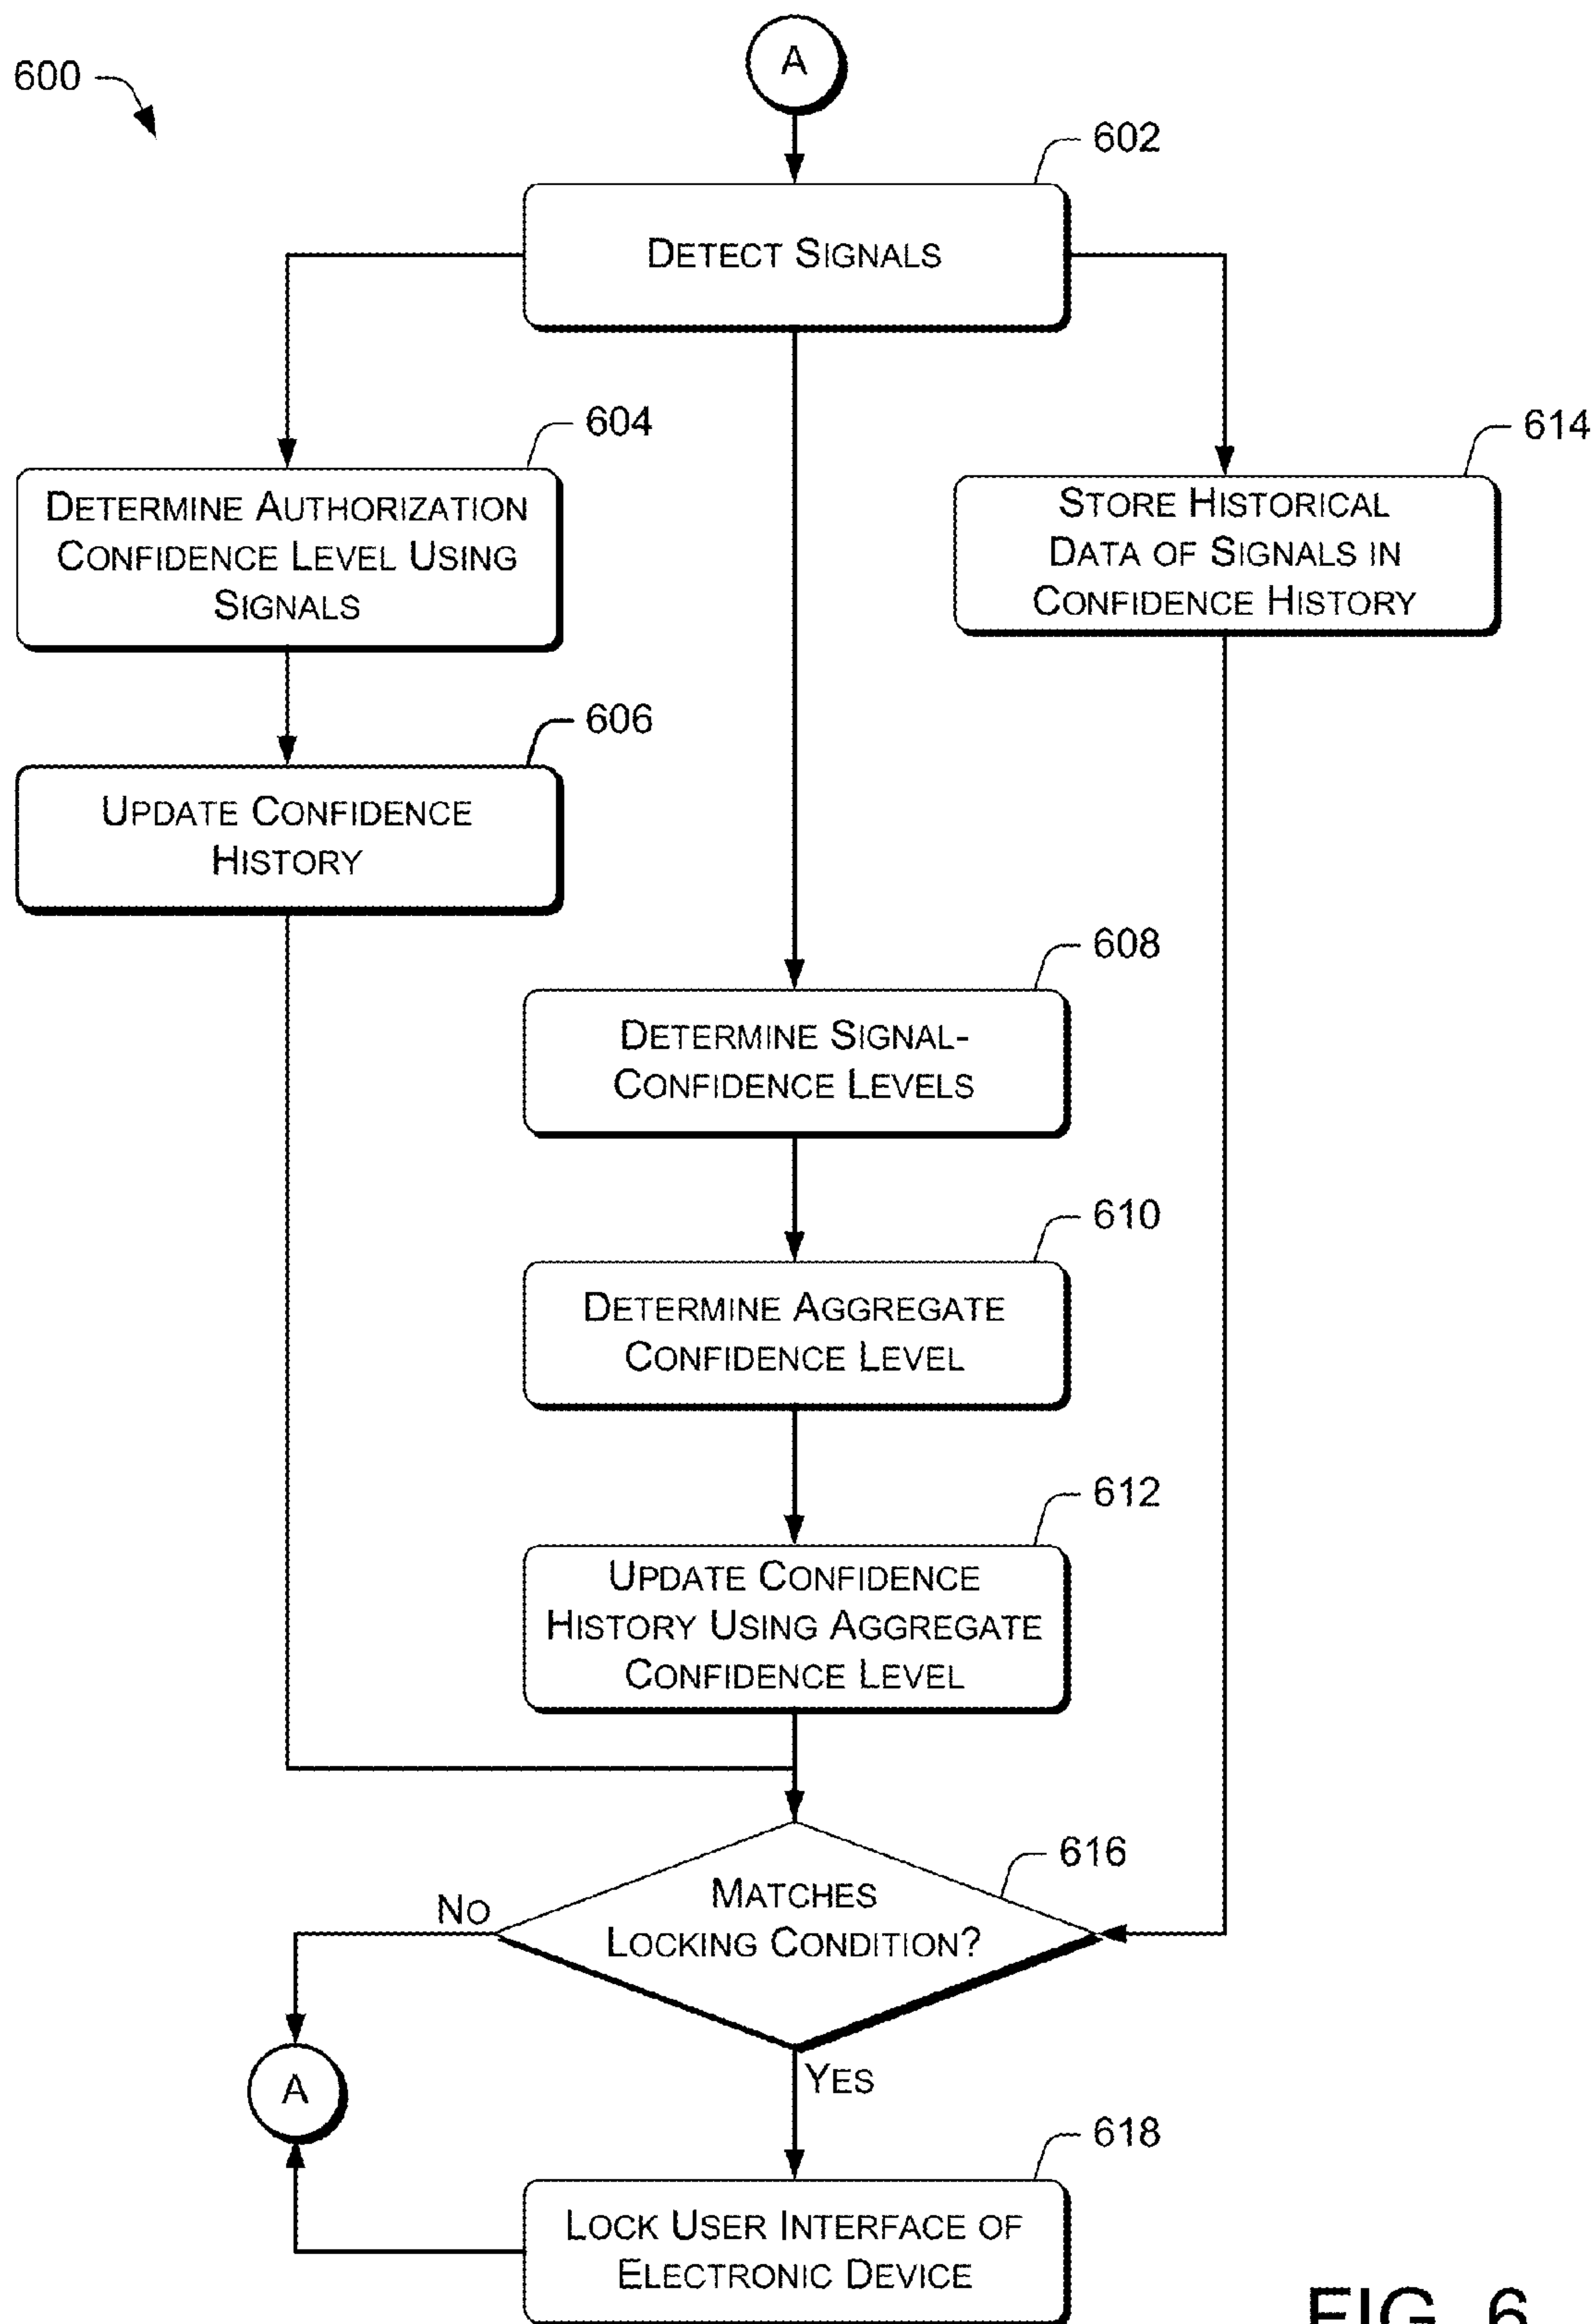 600
A
602
DETECT SIGNALS
604
DETERMINE AUTHORIZATION
CONFIDENCE LEVEL USING
SIGNALS
614
STORE HISTORICAL
DATA OF SIGNALS IN
CONFIDENCE HISTORY
606
UPDATE CONFIDENCE
HISTORY
608
DETERMINE SIGNAL-
CONFIDENCE LEVELS
610
DETERMINE AGGREGATE
CONFIDENCE LEVEL
612
UPDATE CONFIDENCE
HISTORY USING AGGREGATE
CONFIDENCE LEVEL
616
MATCHES
LOCKING CONDITION?
NO
YES
A
618
LOCK USER INTERFACE OF
ELECTRONIC DEVICE
FIG. 6